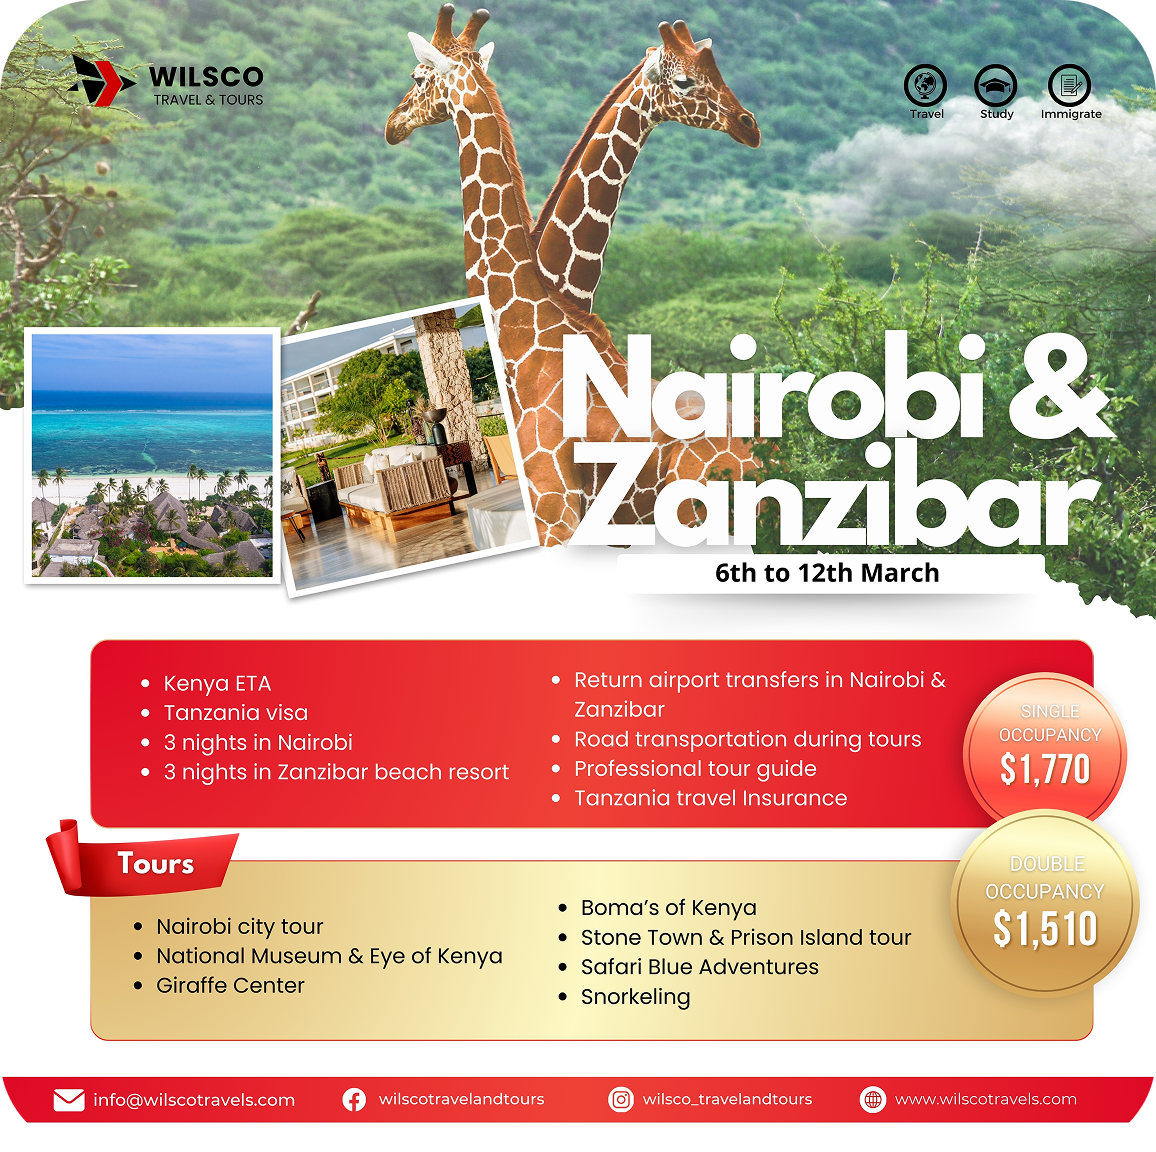 WILSCO
TRAVEL & TOURS
Travel
Study
Immigrate
Nairobi &
Zanzibar
6th to 12th March
Kenya ETA
Tanzania visa
3 nights in Nairobi
3 nights in Zanzibar beach resort
Return airport transfers in Nairobi &
Zanzibar
Road transportation during tours
Professional tour guide
Tanzania travel Insurance
SINGLE
OCCUPANCY
$1,770
Tours
Nairobi city tour
National Museum & Eye of Kenya
Giraffe Center
Boma's of Kenya
Stone Town & Prison Island tour
Safari Blue Adventures
Snorkeling
DOUBLE
OCCUPANCY
$1,510
info@wilscotravels.com
wilscotravelandtours
wilsco_travelandtours
www.wilscotravels.com